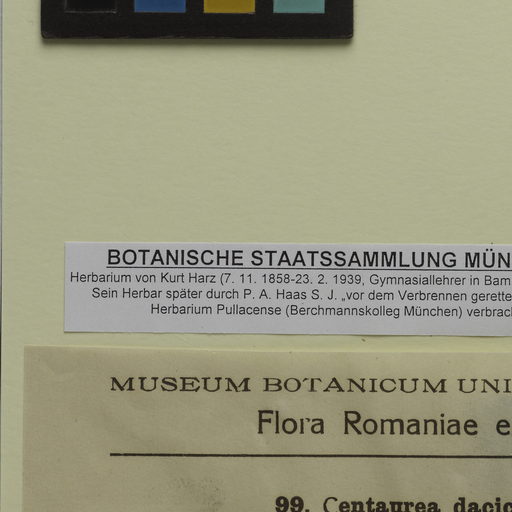 BOTANISCHE STAATSSAMMLUNG MÜN
Herbarium von Kurt Harz (7. 11. 1858-23. 2. 1939, Gymnasiallehrer in Bam
Sein Herbar später durch P. A. Haas S. J. „vor dem Verbrennen gerette
Herbarium Pullacense (Berchmannskolleg München) verbrac
MUSEUM BOTANICUM UNI
Flora Romaniae e
99. Centaurea dacic